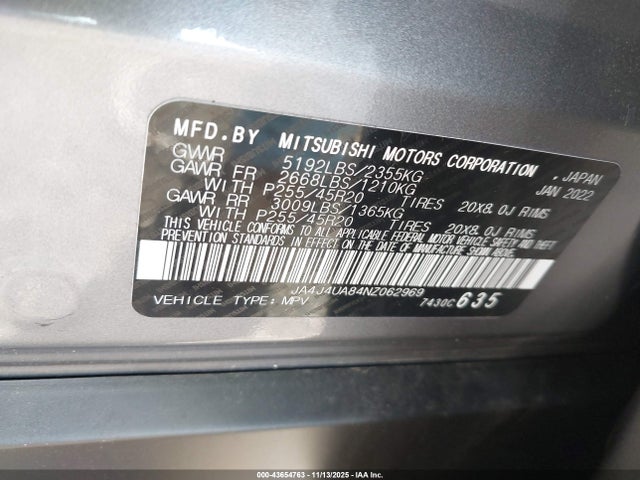 MFD.BY MITSUBISHI MOTORS CORPORATION, JAPAN
GVWR 5192LBS/2355KG JAN 2022
GAWR FR 2668LBS/1210KG
WITH P255/45R20 TIRES 20X8.0J RIMS
GAWR RR 3009LBS/1365KG
WITH P255/45R20 TIRES 20X8.0J RIMS
THIS VEHICLE CONFORMS TO ALL APPLICABLE FEDERAL MOTOR VEHICLE SAFETY AND THEFT
PREVENTION STANDARDS IN EFFECT ON THE DATE OF MANUFACTURE SHOWN ABOVE.
JA4J4UA84NZ062969
VEHICLE TYPE: MPV 7430C 635
00-43654763 - 11/13/2025 - IAA Inc.